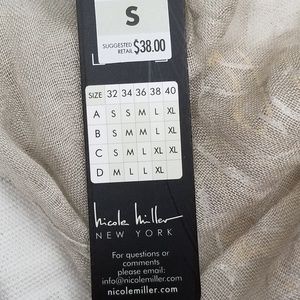 S
SUGGESTED RETAIL $38.00
SIZE 32 34 36 38 40
A S S M L XL
B S M M L XL
C S M L XL XL
D M L L XL
nicole miller
NEW YORK
For questions or
comments
please email:
info@nicolemiller.com
nicolemiller.com